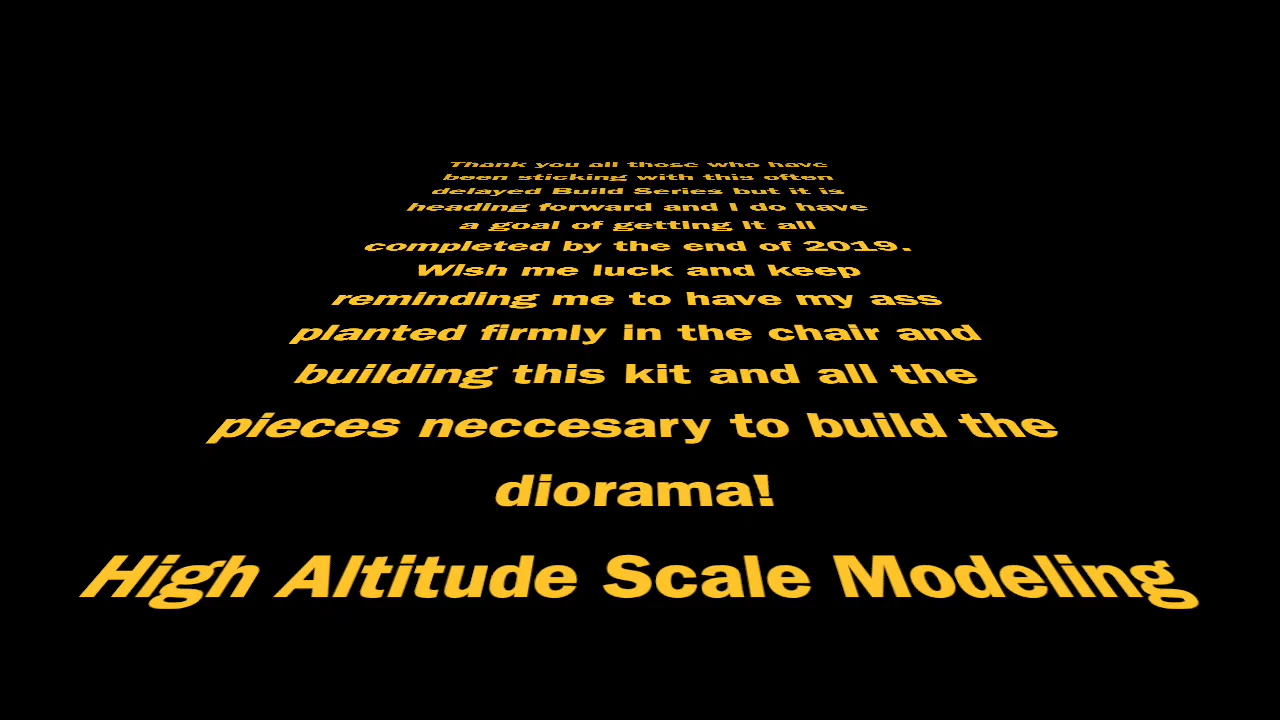 Thank you all those who have
been sticking with this often
delayed Build Series but it is
heading forward and I do have
a goal of getting it all
completed by the end of 2019.
Wish me luck and keep
reminding me to have my ass
planted firmly in the chair and
building this kit and all the
pieces neccesary to build the
diorama!
High Altitude Scale Modeling